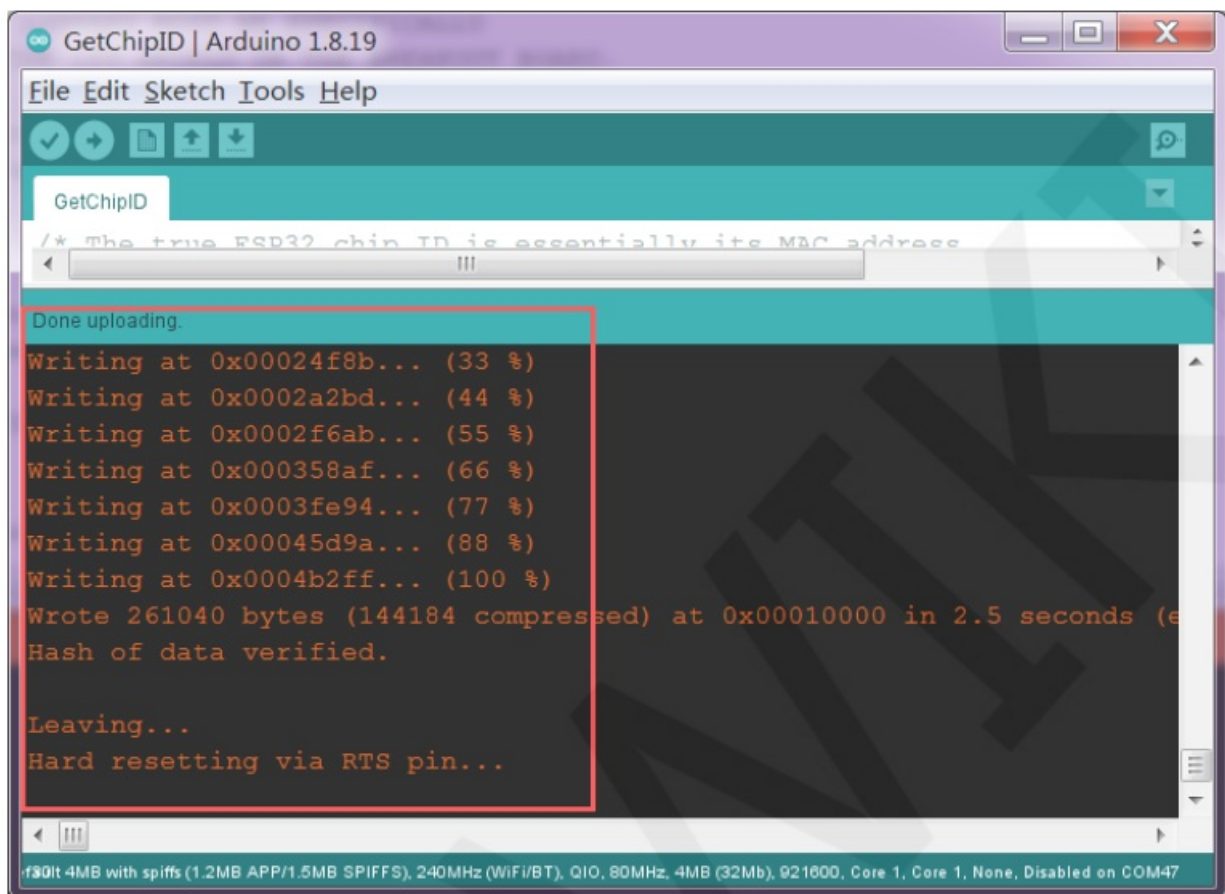 GetChipID | Arduino 1.8.19
File Edit Sketch Tools Help
GetChipID
/* The true ESP32 chip ID is essentially its MAC address
Done uploading.
Writing at 0x00024f8b... (33 %)
Writing at 0x0002a2bd... (44 %)
Writing at 0x0002f6ab... (55 %)
Writing at 0x000358af... (66 %)
Writing at 0x0003fe94... (77 %)
Writing at 0x00045d9a... (88 %)
Writing at 0x0004b2ff... (100 %)
Wrote 261040 bytes (144184 compressed) at 0x00010000 in 2.5 seconds (e
Hash of data verified.
Leaving...
Hard resetting via RTS pin...
4MB with spiffs (1.2MB APP/1.5MB SPIFFS), 240MHz (WiFi/BT), QIO, 80MHz, 4MB (32Mb), 921600, Core 1, Core 1, None, Disabled on COM47